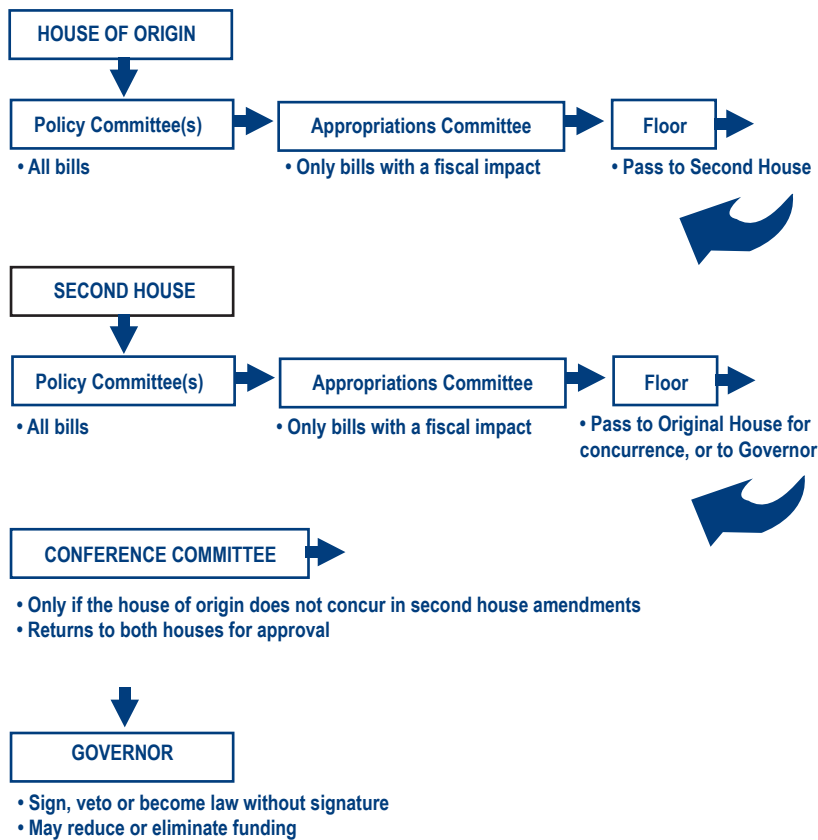 HOUSE OF ORIGIN
Policy Committee(s)
Appropriations Committee
Floor
• All bills
• Only bills with a fiscal impact
• Pass to Second House
SECOND HOUSE
Policy Committee(s)
Appropriations Committee
Floor
• All bills
• Only bills with a fiscal impact
• Pass to Original House for
concurrence, or to Governor
CONFERENCE COMMITTEE
• Only if the house of origin does not concur in second house amendments
• Returns to both houses for approval
GOVERNOR
• Sign, veto or become law without signature
• May reduce or eliminate funding